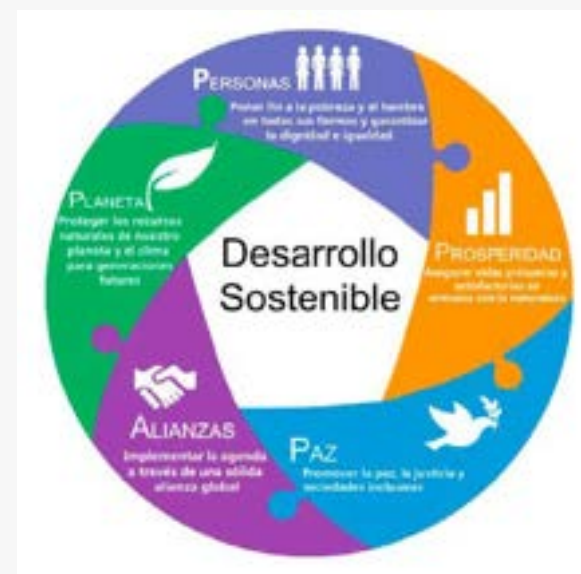 PERSONAS
Poner fin a la pobreza y el hambre
en todas sus formas y garantizar
la dignidad e igualdad
PROSPERIDAD
Asegurar vidas prósperas y
satisfactorias en
armonía con la naturaleza
PAZ
Promover la paz, la justicia y
sociedades inclusivas
ALIANZAS
Implementar la agenda
a través de una sólida
alianza global
PLANETA
Proteger los recursos
naturales de nuestro
planeta y el clima
para generaciones
futuras
Desarrollo
Sostenible